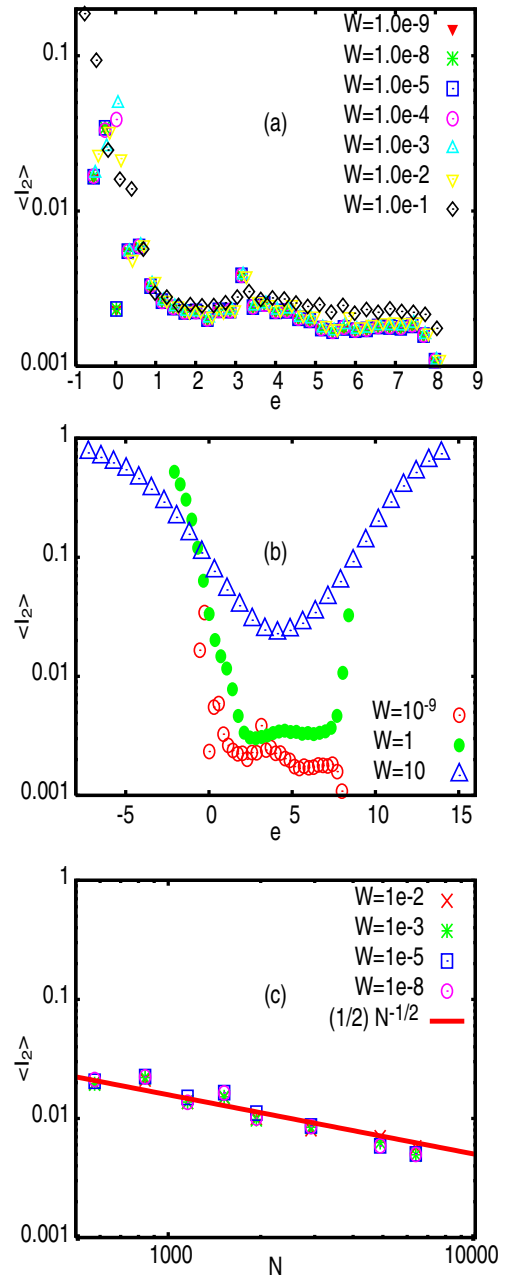 0.1
0.01
0.001
<I₂>
(a)
W=1.0e-9
W=1.0e-8
W=1.0e-5
W=1.0e-4
W=1.0e-3
W=1.0e-2
W=1.0e-1
-1 0 1 2 3 4 5 6 7 8 9
e
1
0.1
0.01
0.001
<I₂>
(b)
W=10⁻⁹
W=1
W=10
-5 0 5 10 15
e
1
0.1
0.01
0.001
<I₂>
(c)
W=1e-2
W=1e-3
W=1e-5
W=1e-8
(1/2) N⁻¹/²
1000 10000
N